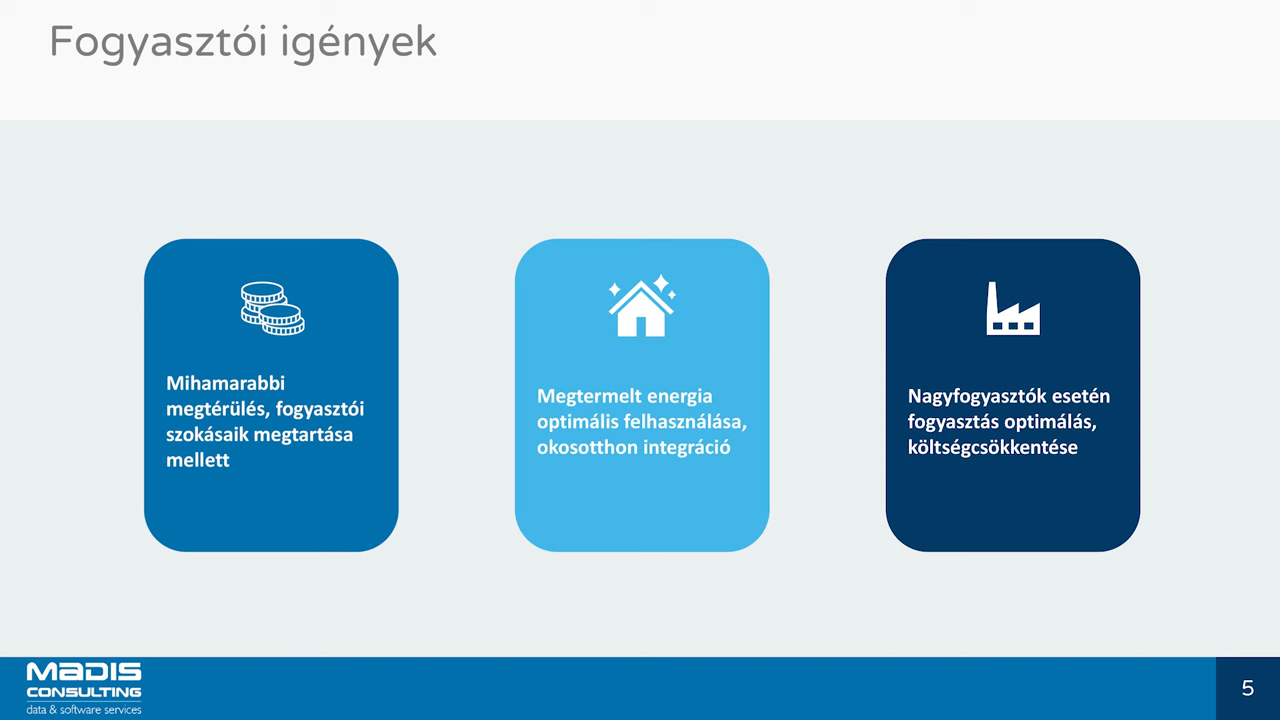 Fogyasztói igények
Mihamarabbi
megtérülés, fogyasztói
szokásaik megtartása
mellett
Megtermelt energia
optimális felhasználása,
okosotthon integráció
Nagyfogyasztók esetén
fogyasztás optimálás,
költségcsökkentése
MADIS
CONSULTING
data & software services
5